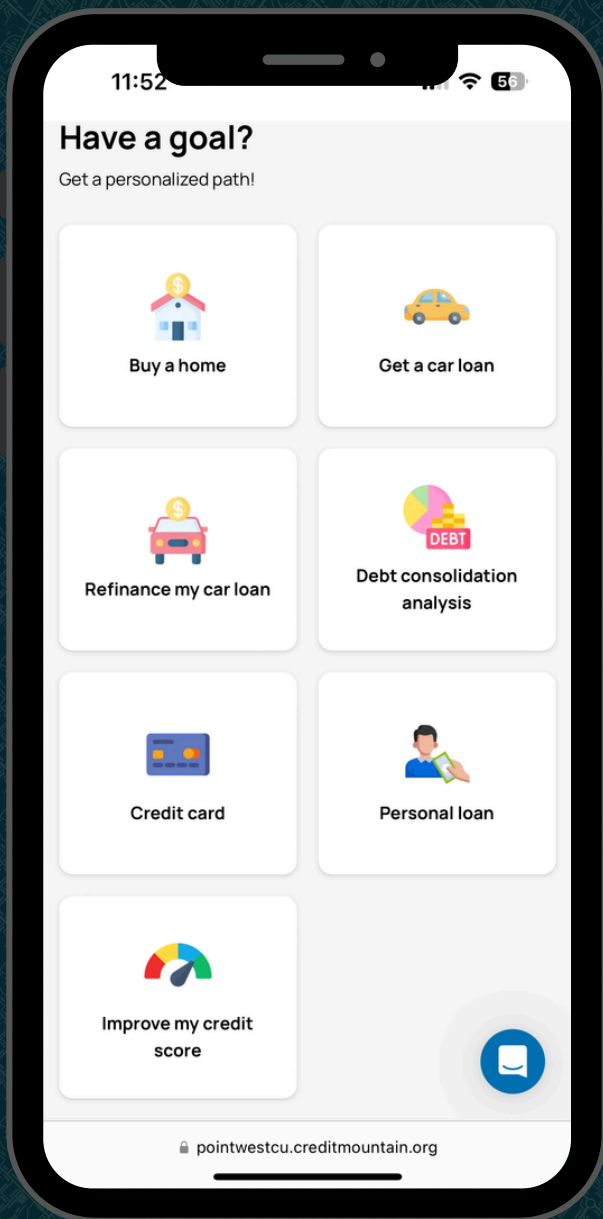 11:52
56
Have a goal?
Get a personalized path!
$
Buy a home
Get a car loan
$
Refinance my car loan
DEBT
Debt consolidation
analysis
Credit card
Personal loan
Improve my credit
score
pointwestcu.creditmountain.org